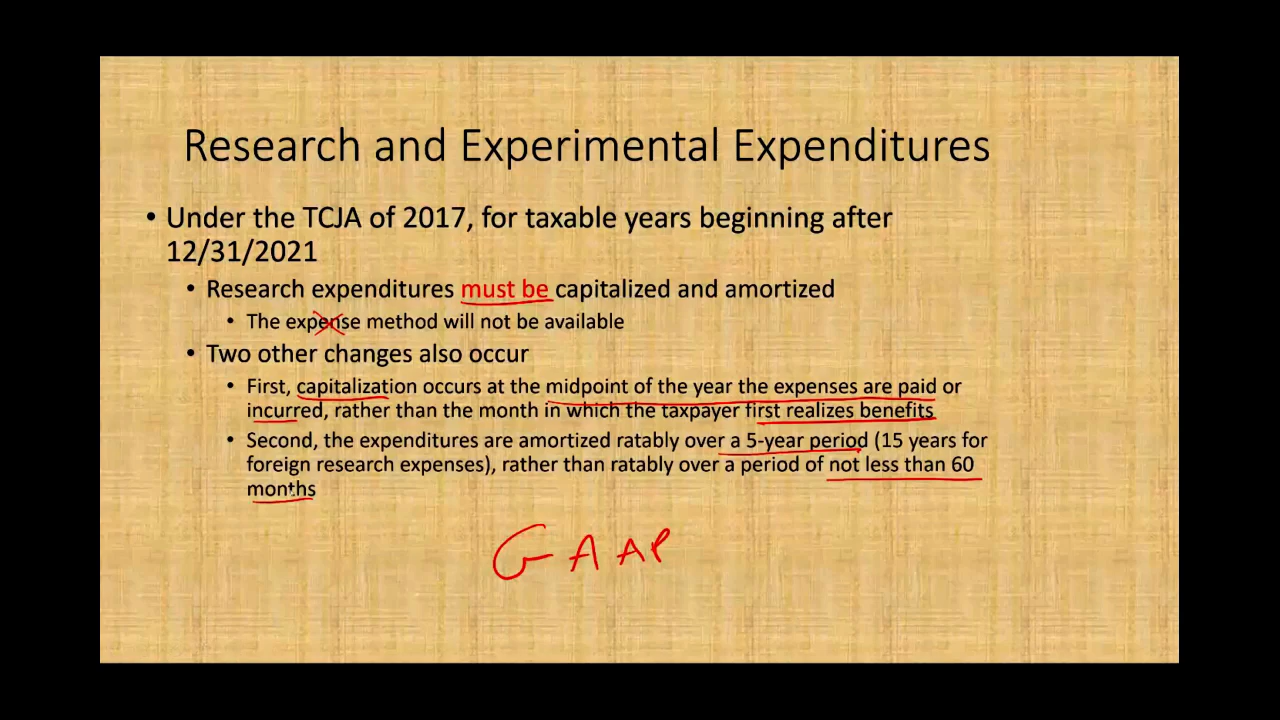 Research and Experimental Expenditures
• Under the TCJA of 2017, for taxable years beginning after
12/31/2021
• Research expenditures must be capitalized and amortized
• The expense method will not be available
• Two other changes also occur
• First, capitalization occurs at the midpoint of the year the expenses are paid or
incurred, rather than the month in which the taxpayer first realizes benefits
• Second, the expenditures are amortized ratably over a 5-year period (15 years for
foreign research expenses), rather than ratably over a period of not less than 60
months
GAAP